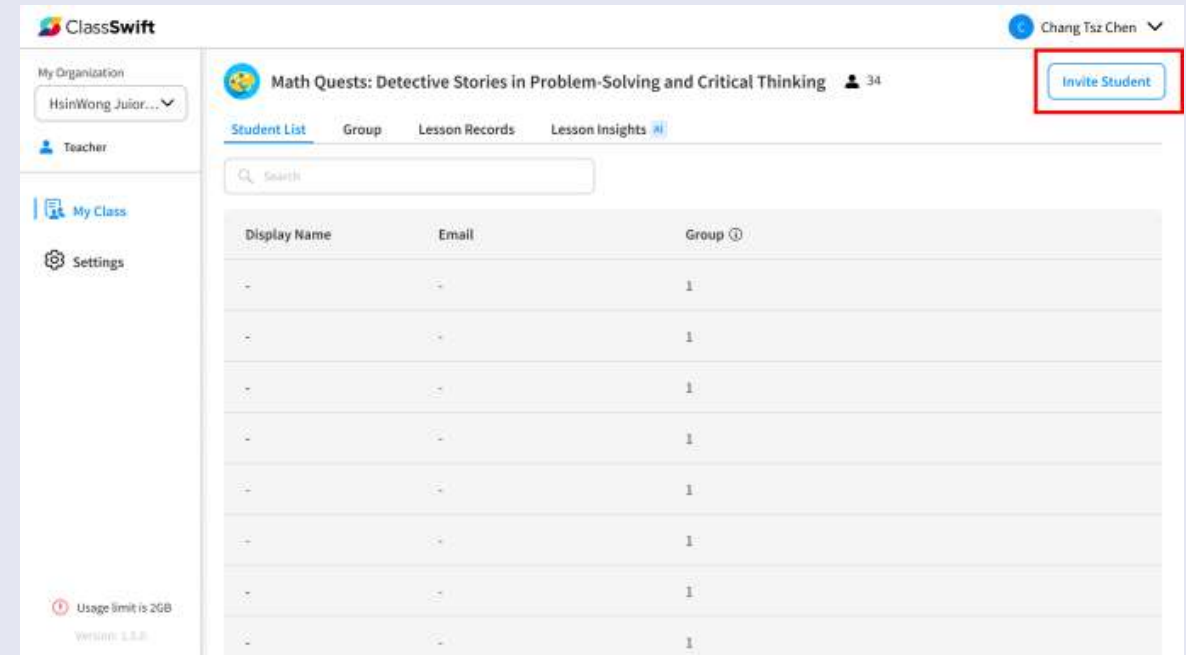 ClassSwift
Chang Tsz Chen
My Organization
HsinWong Juior...
Teacher
My Class
Settings
Usage limit is 2GB
Math Quests: Detective Stories in Problem-Solving and Critical Thinking 34
Invite Student
Student List Group Lesson Records Lesson Insights AI
Search
Display Name Email Group
- - 1
- - 1
- - 1
- - 1
- - 1
- - 1
- - 1
- - 1